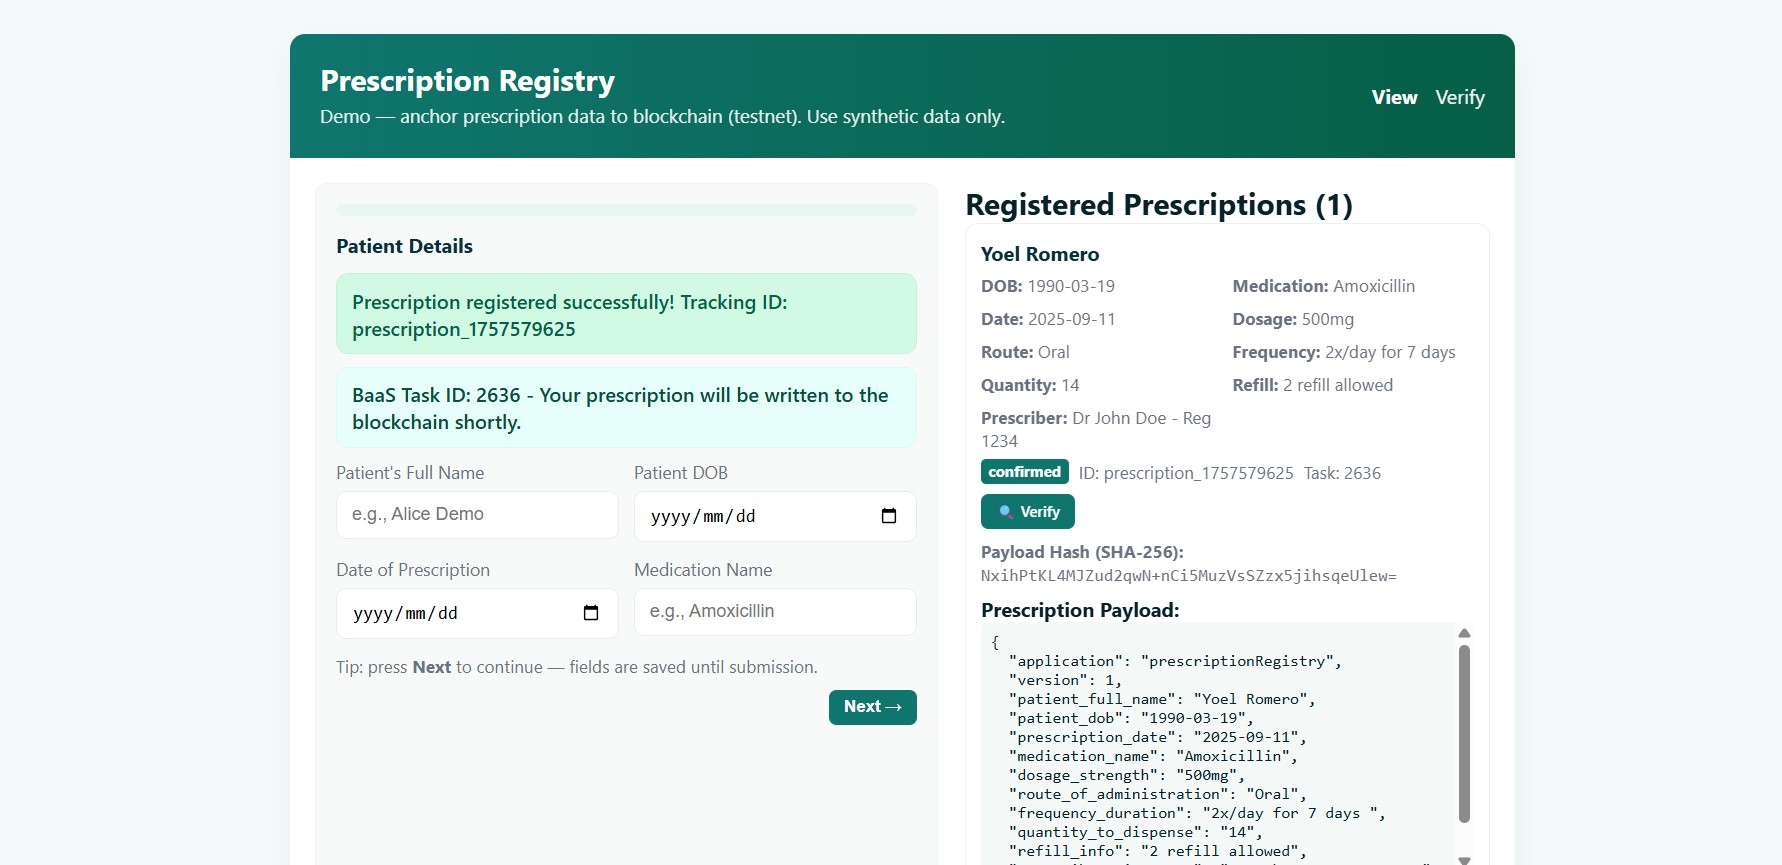 Prescription Registry
Demo — anchor prescription data to blockchain (testnet). Use synthetic data only.
View Verify
Patient Details
Prescription registered successfully! Tracking ID:
prescription_1757579625
BaaS Task ID: 2636 - Your prescription will be written to the
blockchain shortly.
Patient's Full Name
Patient DOB
e.g., Alice Demo
yyyy/mm/dd
Date of Prescription
Medication Name
yyyy/mm/dd
e.g., Amoxicillin
Tip: press Next to continue — fields are saved until submission.
Next →
Registered Prescriptions (1)
Yoel Romero
DOB: 1990-03-19
Medication: Amoxicillin
Date: 2025-09-11
Dosage: 500mg
Route: Oral
Frequency: 2x/day for 7 days
Quantity: 14
Refill: 2 refill allowed
Prescriber: Dr John Doe - Reg
1234
confirmed ID: prescription_1757579625 Task: 2636
Verify
Payload Hash (SHA-256):
NxihPtKL4MJZud2qwN+nCi5MuzVsSZzx5jihsqeUlew=
Prescription Payload:
{
"application": "prescriptionRegistry",
"version": 1,
"patient_full_name": "Yoel Romero",
"patient_dob": "1990-03-19",
"prescription_date": "2025-09-11",
"medication_name": "Amoxicillin",
"dosage_strength": "500mg",
"route_of_administration": "Oral",
"frequency_duration": "2x/day for 7 days ",
"quantity_to_dispense": "14",
"refill_info": "2 refill allowed",